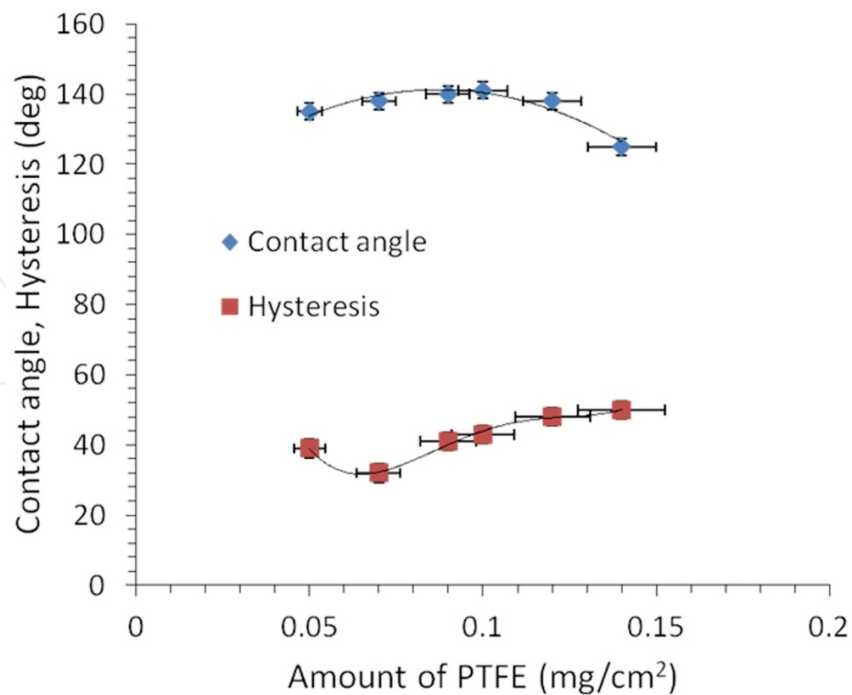 160
140
120
100
80
60
40
20
0
Contact angle, Hysteresis (deg)
Contact angle
Hysteresis
0 0.05 0.1 0.15 0.2
Amount of PTFE (mg/cm²)